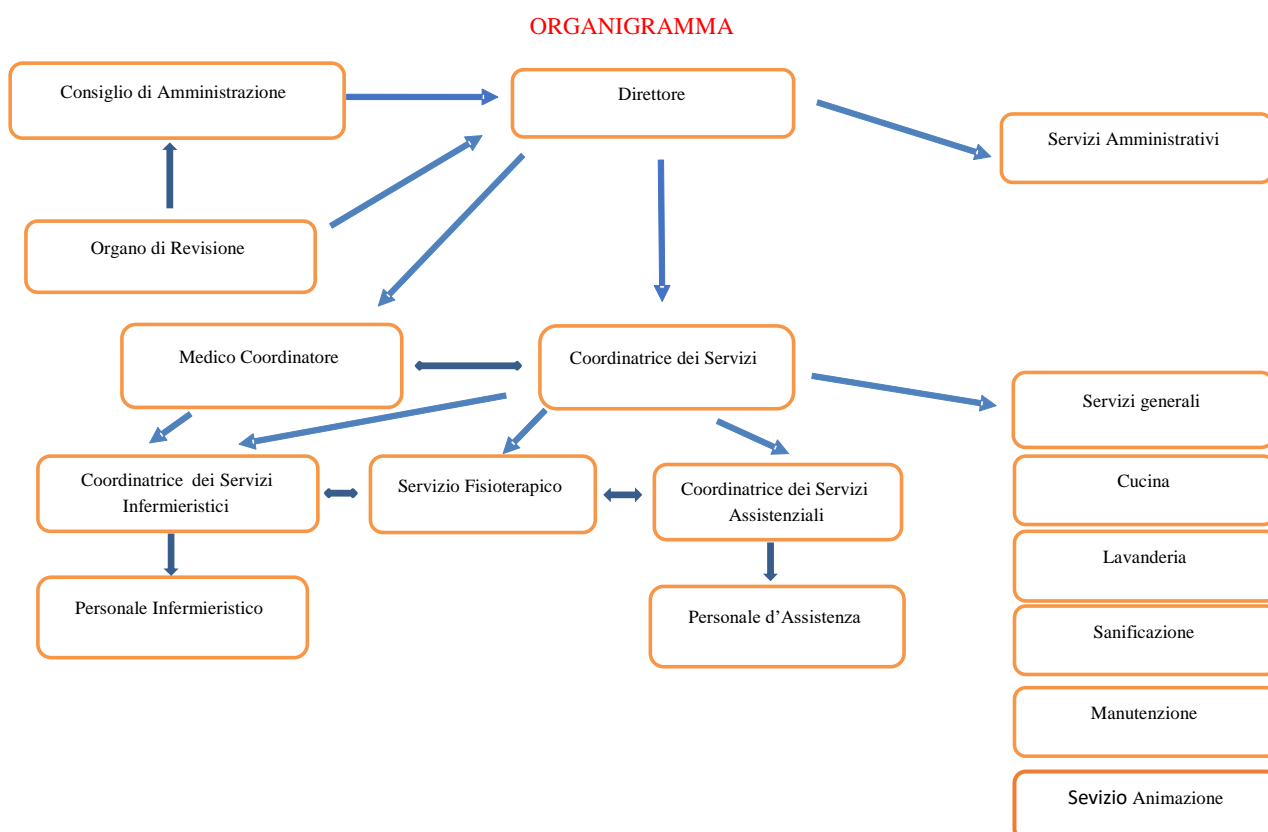 ORGANIGRAMMA
Consiglio di Amministrazione
Direttore
Servizi Amministrativi
Organo di Revisione
Medico Coordinatore
Coordinatrice dei Servizi
Servizi generali
Coordinatrice dei Servizi
Infermieristici
Servizio Fisioterapico
Coordinatrice dei Servizi
Assistenziali
Cucina
Lavanderia
Personale Infermieristico
Personale d’Assistenza
Sanificazione
Manutenzione
Sevizio Animazione